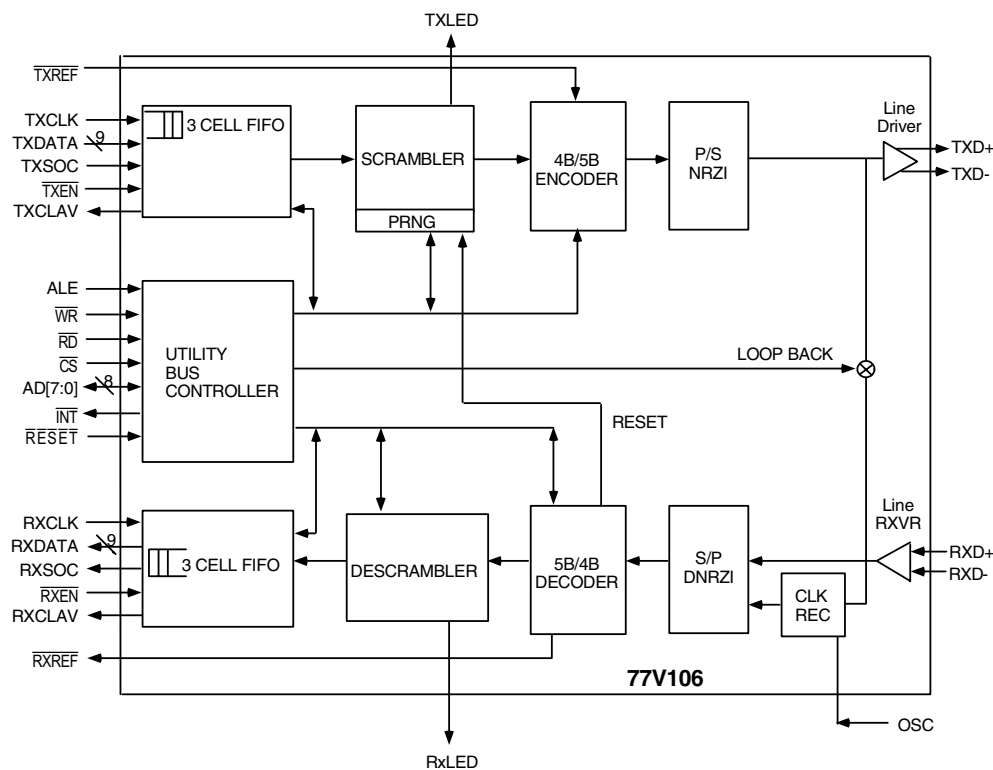 TXLED
TXREF
TXCLK
TXDATA 9
TXSOC
TXEN
TXCLAV
3 CELL FIFO
SCRAMBLER
PRNG
4B/5B
ENCODER
P/S
NRZI
Line
Driver
TXD+
TXD-
ALE
WR
RD
CS
AD[7:0] 8
INT
RESET
UTILITY
BUS
CONTROLLER
LOOP BACK
RESET
RXCLK
RXDATA 9
RXSOC
RXEN
RXCLAV
RXREF
3 CELL FIFO
DESCRAMBLER
5B/4B
DECODER
S/P
DNRZI
CLK
REC
Line
RXVR
RXD+
RXD-
77V106
OSC
RxLED